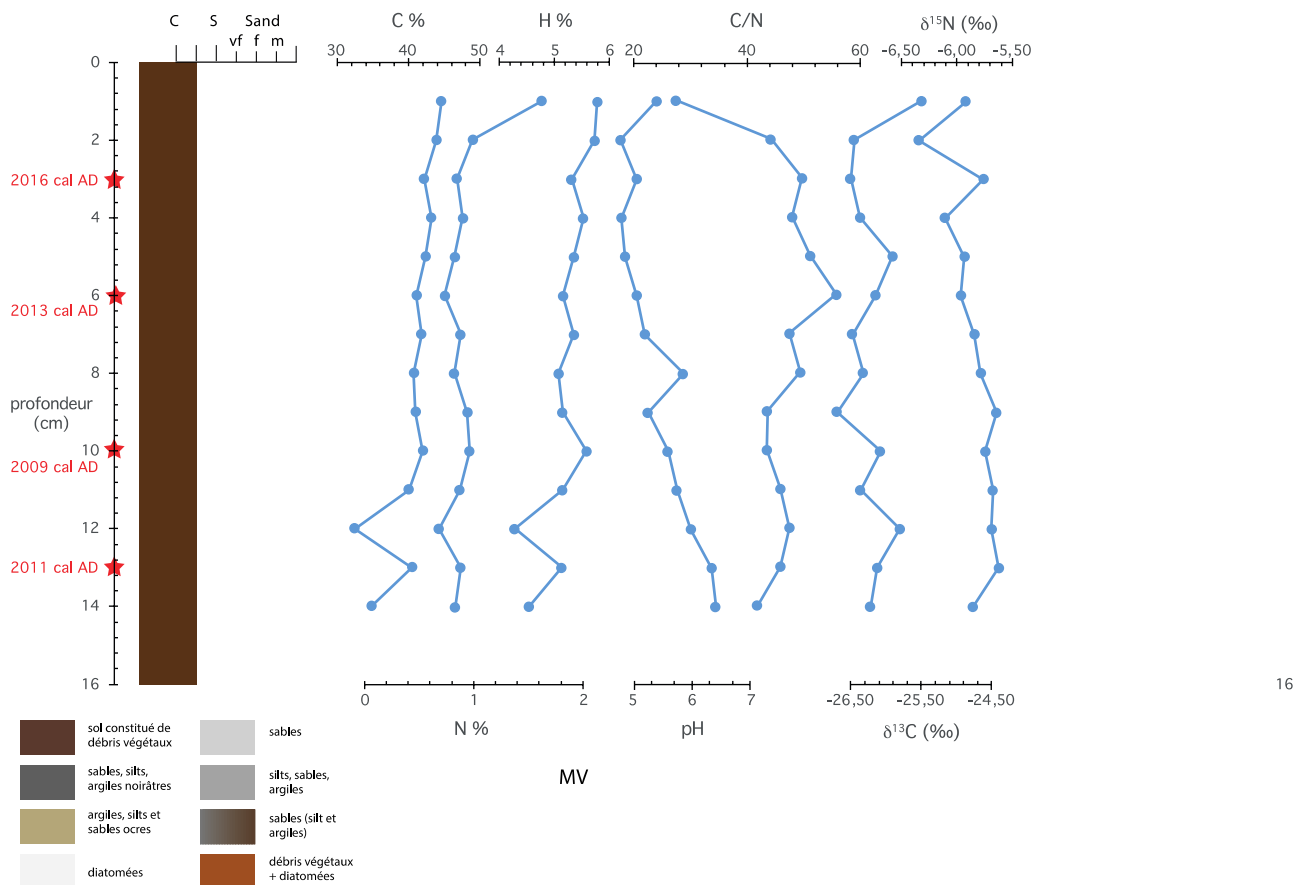 C S Sand
vf f m
C % H % C/N δ¹⁵N (‰)
30 40 50 4 5 6 20 40 60 -6,50 -6,00 -5,50
0
2
2016 cal AD
4
6
2013 cal AD
8
profondeur
(cm)
10
2009 cal AD
12
2011 cal AD
14
16
16
0 1 2 5 6 7 -26,50 -25,50 -24,50
N % pH δ¹³C (‰)
MV
sol constitué de
débris végétaux
sables
sables, silts,
argiles noirâtres
silts, sables,
argiles
argiles, silts et
sables ocres
sables (silt et
argiles)
diatomées
débris végétaux
+ diatomées